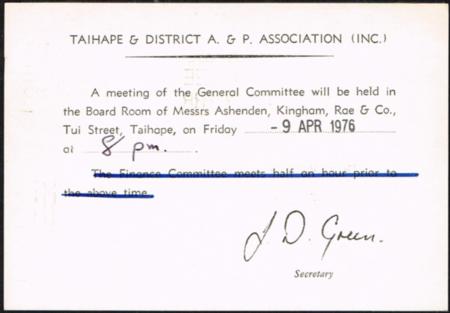 TAIHAPE & DISTRICT A. & P. ASSOCIATION (INC.)
A meeting of the General Committee will be held in
the Board Room of Messrs Ashenden, Kingham, Rae & Co.,
Tui Street, Taihape, on Friday - 9 APR 1976
at 8 pm.
The Finance Committee meets half an hour prior to
the above time.
J. D. Green.
Secretary